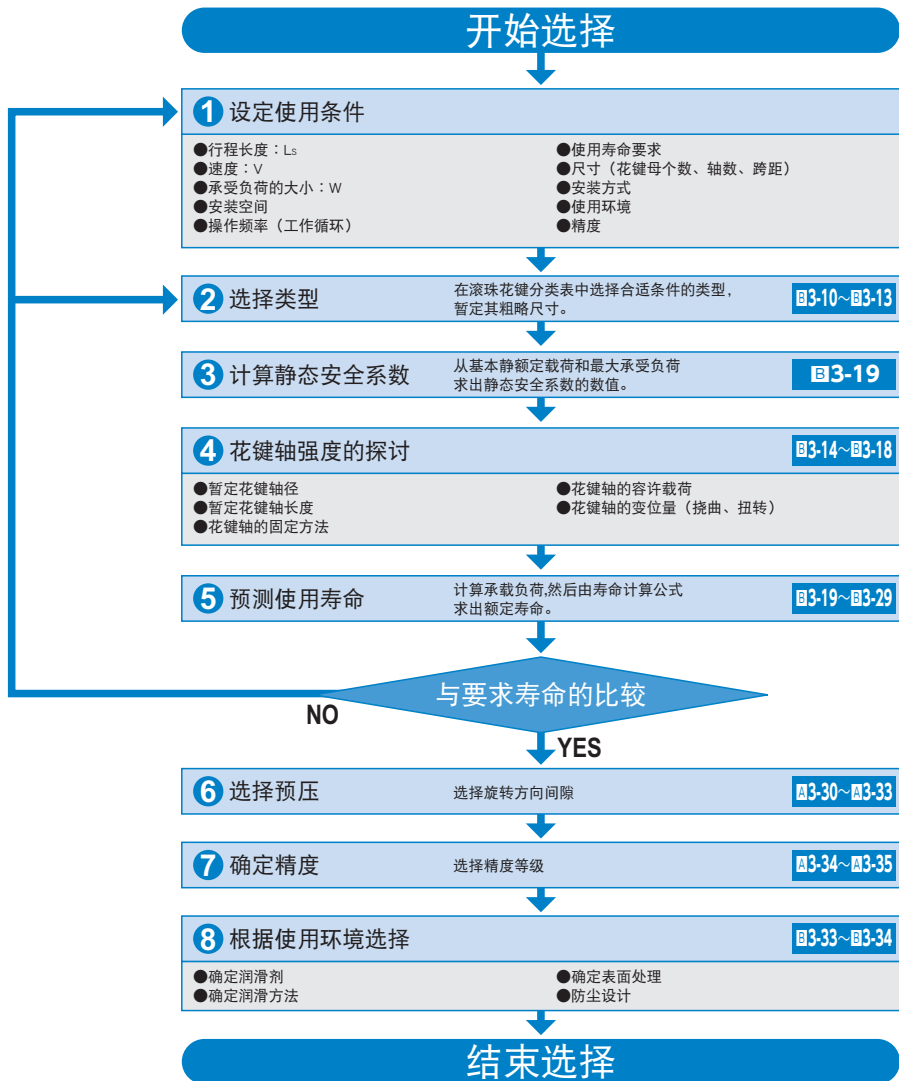 开始选择
1 设定使用条件
●行程长度：Ls
●速度：V
●承受负荷的大小：W
●安装空间
●操作频率（工作循环）
●使用寿命要求
●尺寸（花键母个数、轴数、跨距）
●安装方式
●使用环境
●精度
2 选择类型
在滚珠花键分类表中选择合适条件的类型，
暂定其粗略尺寸。
B3-10～B3-13
3 计算静态安全系数
从基本静额定载荷和最大承受负荷
求出静态安全系数的数值。
B3-19
4 花键轴强度的探讨
B3-14～B3-18
●暂定花键轴径
●暂定花键轴长度
●花键轴的固定方法
●花键轴的容许载荷
●花键轴的变位量（挠曲、扭转）
5 预测使用寿命
计算承载负荷,然后由寿命计算公式
求出额定寿命。
B3-19～B3-29
与要求寿命的比较
NO
YES
6 选择预压
选择旋转方向间隙
A3-30～A3-33
7 确定精度
选择精度等级
A3-34～A3-35
8 根据使用环境选择
B3-33～B3-34
●确定润滑剂
●确定润滑方法
●确定表面处理
●防尘设计
结束选择